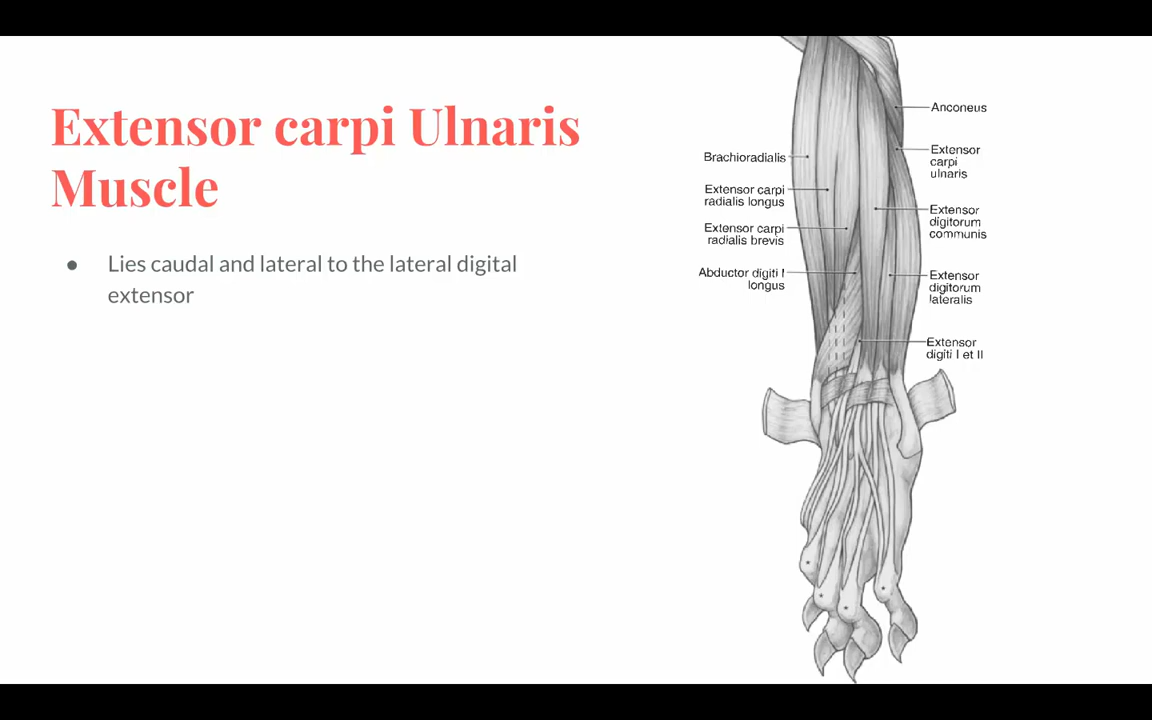 Extensor carpi Ulnaris
Muscle
● Lies caudal and lateral to the lateral digital
extensor
Brachioradialis
Extensor carpi
radialis longus
Extensor carpi
radialis brevis
Abductor digiti I
longus
Anconeus
Extensor
carpi
ulnaris
Extensor
digitorum
communis
Extensor
digitorum
lateralis
Extensor
digiti I et II